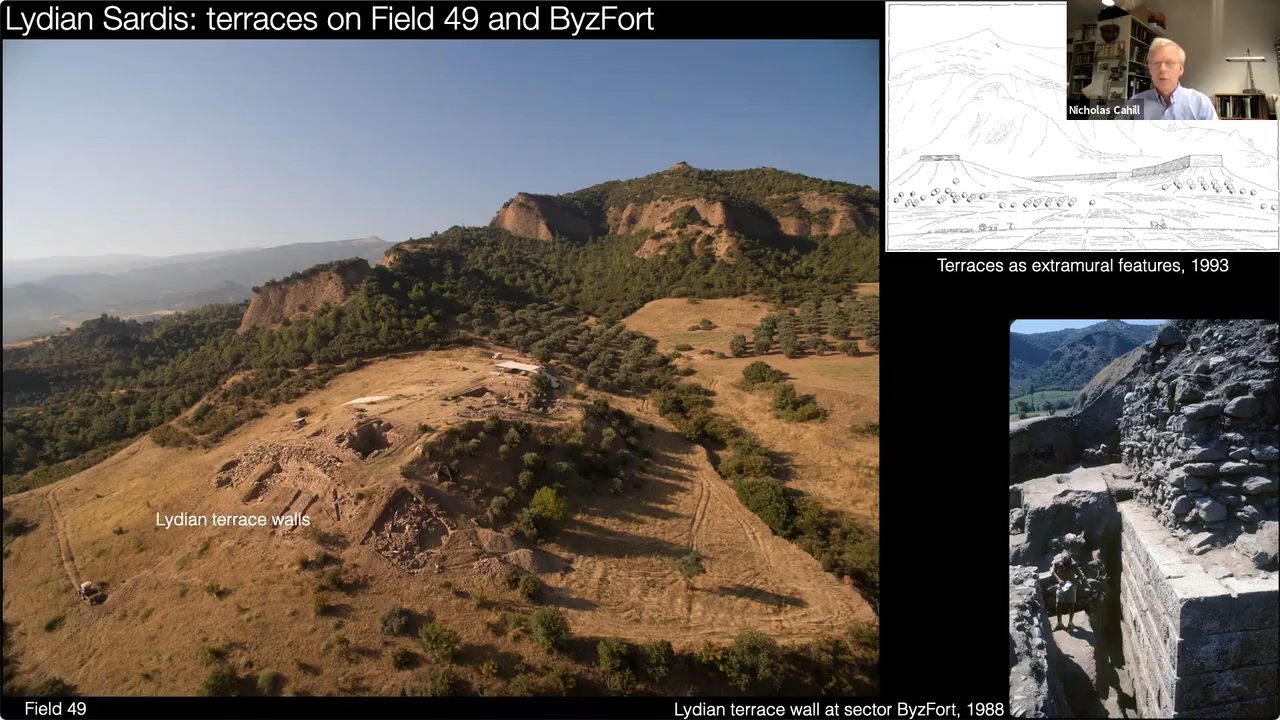 Lydian Sardis: terraces on Field 49 and ByzFort
Nicholas Cahill
Terraces as extramural features, 1993
Lydian terrace walls
Field 49
Lydian terrace wall at sector ByzFort, 1988